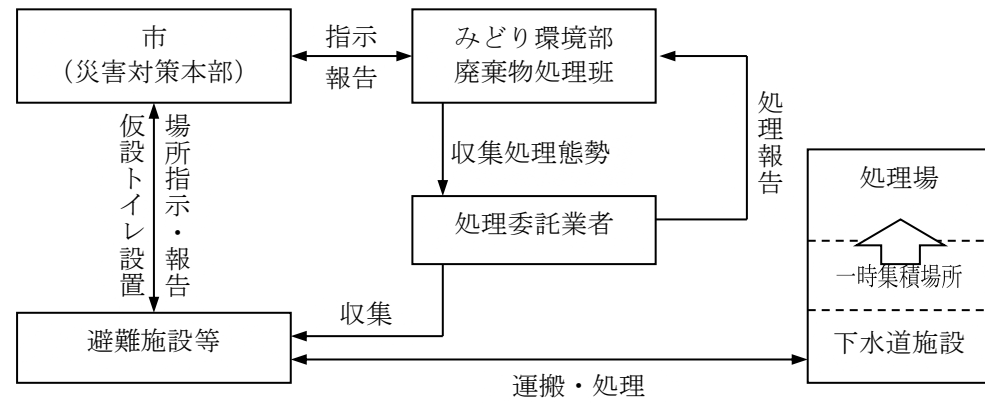 市
（災害対策本部）
指示
報告
みどり環境部
廃棄物処理班
処理報告
収集処理態勢
処理委託業者
仮設トイレ設置
場所指示・報告
収集
避難施設等
運搬・処理
処理場
一時集積場所
下水道施設